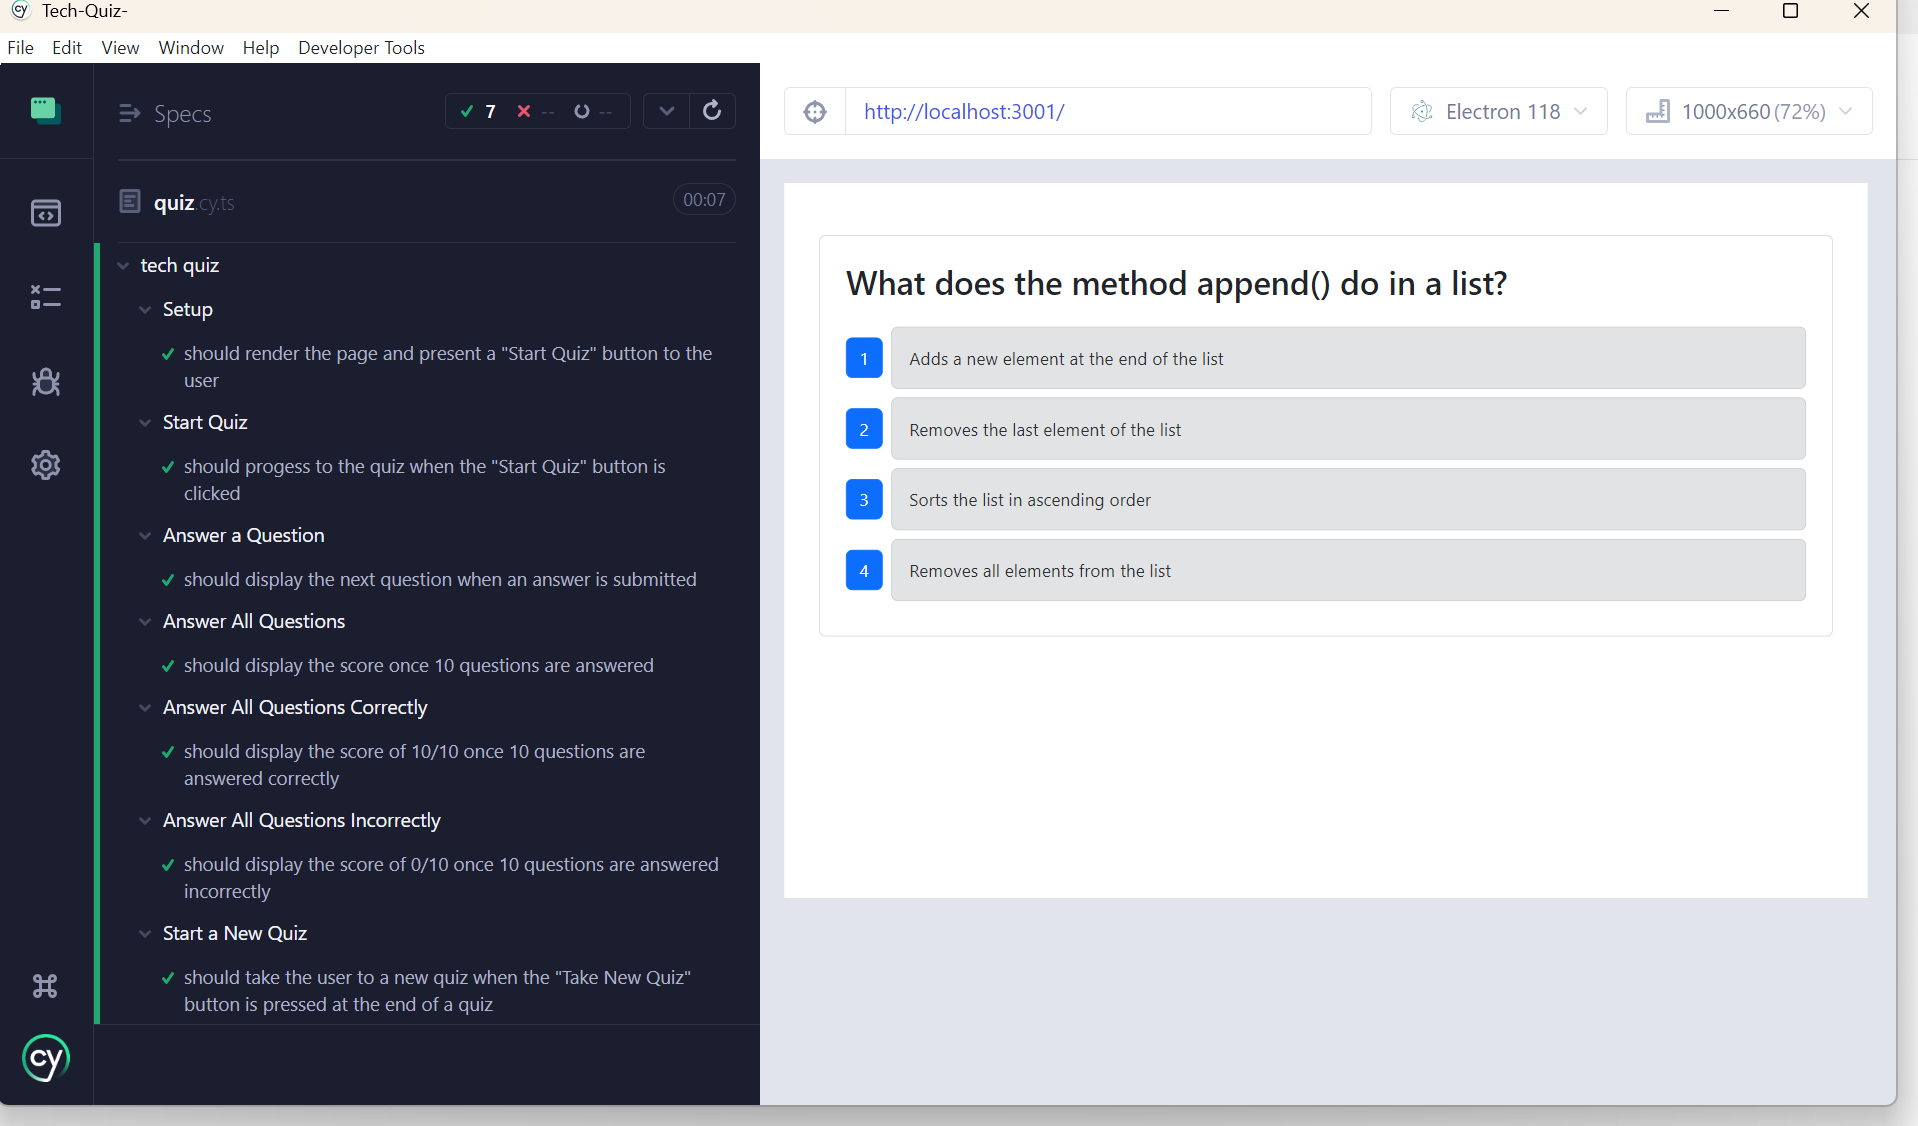 Tech-Quiz-
File Edit View Window Help Developer Tools
Specs
7 -- --
quiz.cy.ts
00:07
tech quiz
Setup
should render the page and present a "Start Quiz" button to the
user
Start Quiz
should progess to the quiz when the "Start Quiz" button is
clicked
Answer a Question
should display the next question when an answer is submitted
Answer All Questions
should display the score once 10 questions are answered
Answer All Questions Correctly
should display the score of 10/10 once 10 questions are
answered correctly
Answer All Questions Incorrectly
should display the score of 0/10 once 10 questions are answered
incorrectly
Start a New Quiz
should take the user to a new quiz when the "Take New Quiz"
button is pressed at the end of a quiz
cy
http://localhost:3001/
Electron 118
1000x660 (72%)
What does the method append() do in a list?
1 Adds a new element at the end of the list
2 Removes the last element of the list
3 Sorts the list in ascending order
4 Removes all elements from the list